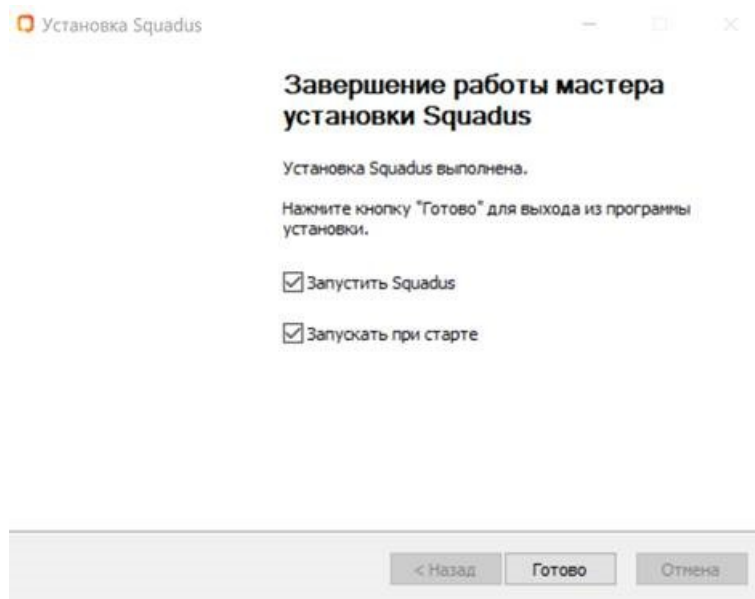 Установка Squadus
Завершение работы мастера
установки Squadus
Установка Squadus выполнена.
Нажмите кнопку "Готово" для выхода из программы
установки.
Запустить Squadus
Запускать при старте
< Назад
Готово
Отмена